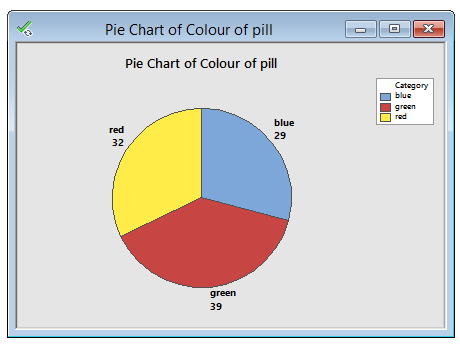 Pie Chart of Colour of pill
Pie Chart of Colour of pill
Category
blue
green
red
blue
29
red
32
green
39